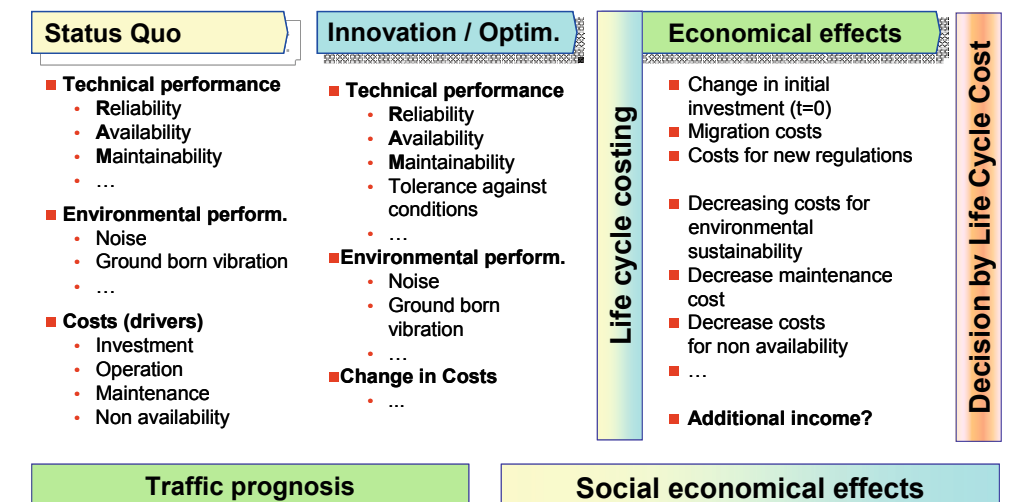 Status Quo
■ Technical performance
• Reliability
• Availability
• Maintainability
• …
■ Environmental perform.
• Noise
• Ground born vibration
• …
■ Costs (drivers)
• Investment
• Operation
• Maintenance
• Non availability
Innovation / Optim.
■ Technical performance
• Reliability
• Availability
• Maintainability
• Tolerance against
conditions
• …
■Environmental perform.
• Noise
• Ground born
vibration
• …
■Change in Costs
• ...
Life cycle costing
Economical effects
■ Change in initial
investment (t=0)
■ Migration costs
■ Costs for new regulations
■ Decreasing costs for
environmental
sustainability
■ Decrease maintenance
cost
■ Decrease costs
for non availability
■ …
■ Additional income?
Decision by Life Cycle Cost
Traffic prognosis
Social economical effects